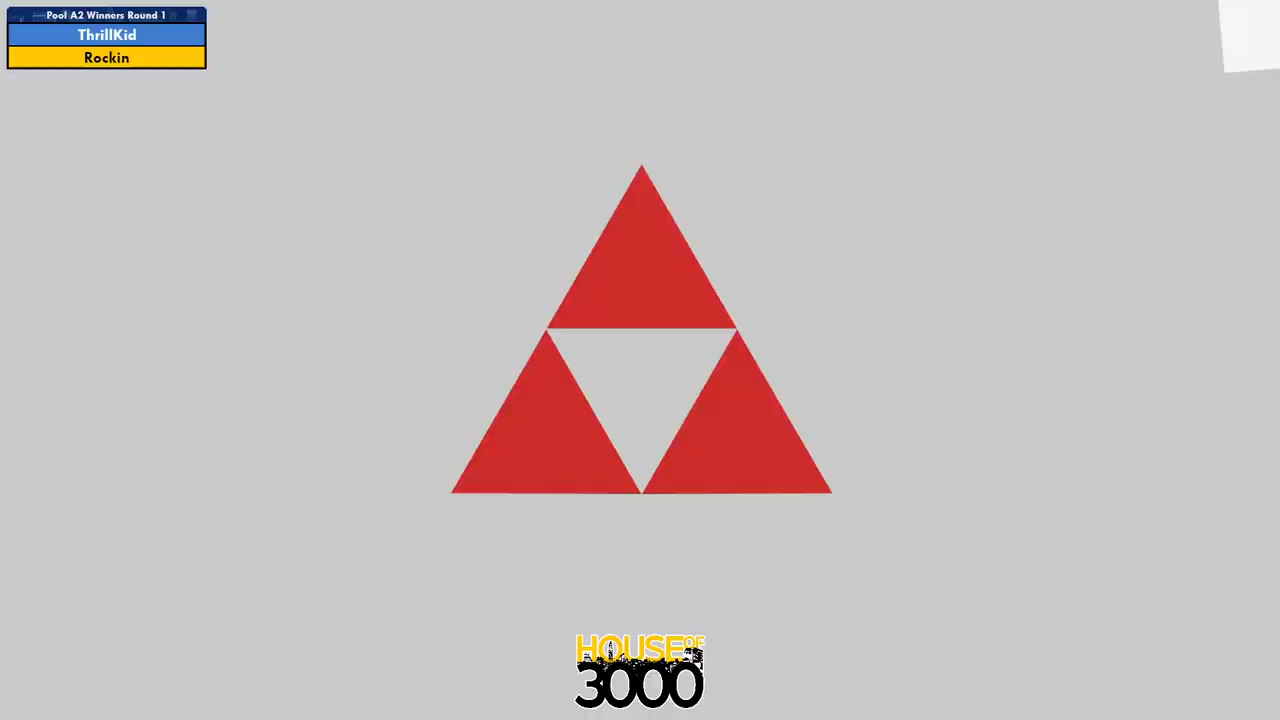 Pool A2 Winners Round 1
ThrillKid
Rockin
HOUSE OF
3000